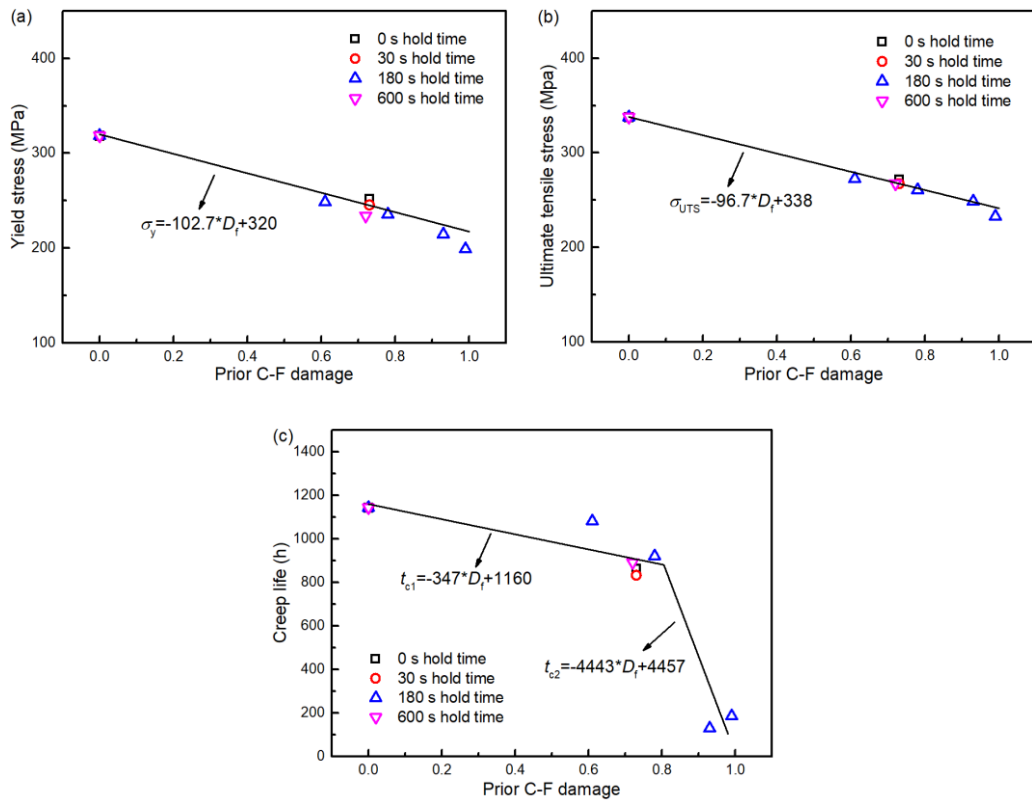 (a)
0 s hold time
30 s hold time
180 s hold time
600 s hold time
σy=-102.7*Df+320
Yield stress (MPa)
400
300
200
100
0.0 0.2 0.4 0.6 0.8 1.0
Prior C-F damage
(b)
0 s hold time
30 s hold time
180 s hold time
600 s hold time
σUTS=-96.7*Df+338
Ultimate tensile stress (Mpa)
400
300
200
100
0.0 0.2 0.4 0.6 0.8 1.0
Prior C-F damage
(c)
tc1=-347*Df+1160
tc2=-4443*Df+4457
0 s hold time
30 s hold time
180 s hold time
600 s hold time
Creep life (h)
1400
1200
1000
800
600
400
200
0
0.0 0.2 0.4 0.6 0.8 1.0
Prior C-F damage